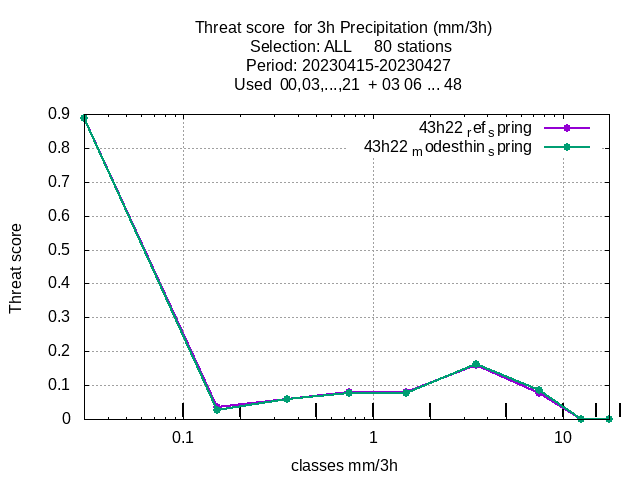 Threat score for 3h Precipitation (mm/3h)
Selection: ALL 80 stations
Period: 20230415-20230427
Used 00,03,...,21 + 03 06 ... 48
43h22 ref spring
43h22 modesthin spring
0.9
0.8
0.7
0.6
0.5
0.4
0.3
0.2
0.1
0
Threat score
0.1 1 10
classes mm/3h